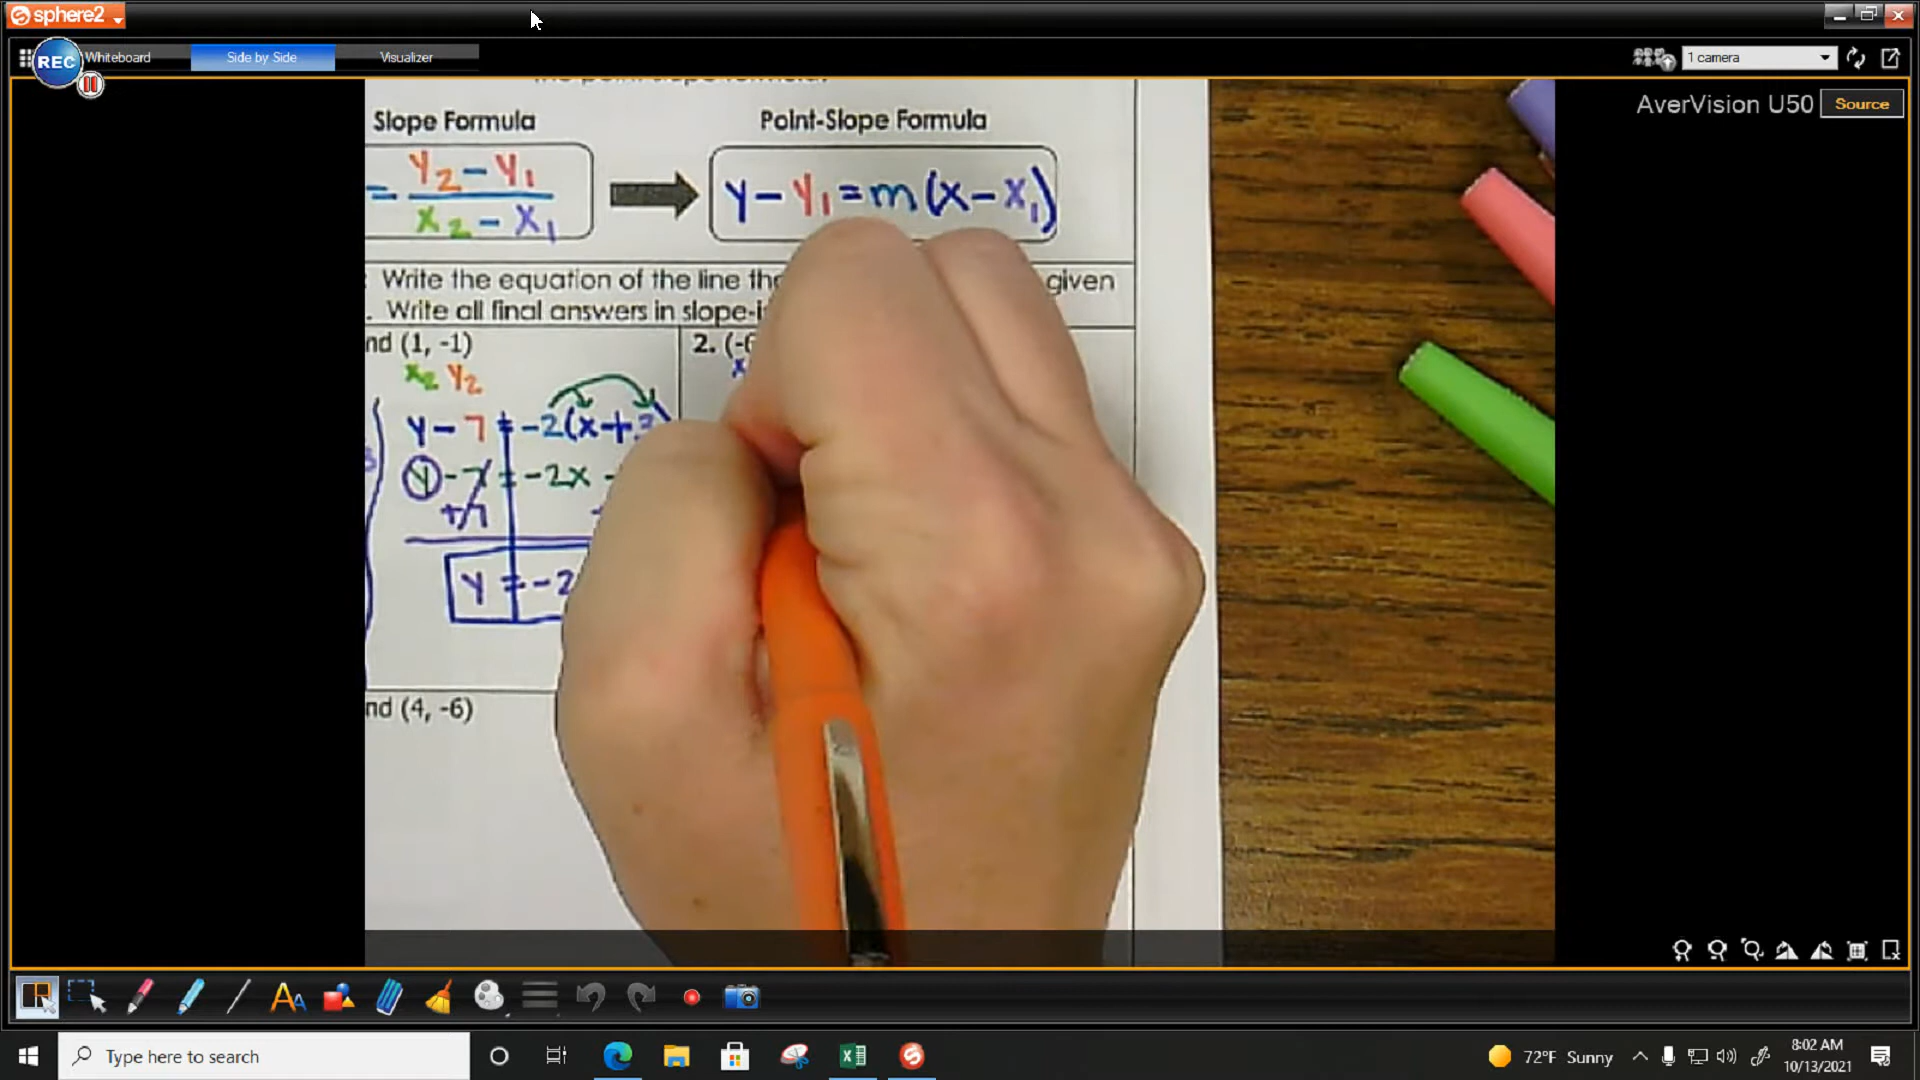 sphere2
REC
Whiteboard
Side by Side
Visualizer
1 camera
AverVision U50
Source
Slope Formula
Point-Slope Formula
= Y2 - Y1
X2 - X1
y - y1 = m(x - x1)
: Write the equation of the line
given
. Write all final answers in
nd (1, -1)
X2 Y2
2.
y - 7 = -2(x + 3)
y - 7 = -2x -
+7
y = -2
nd (4, -6)
Type here to search
72°F Sunny
8:02 AM
10/13/2021